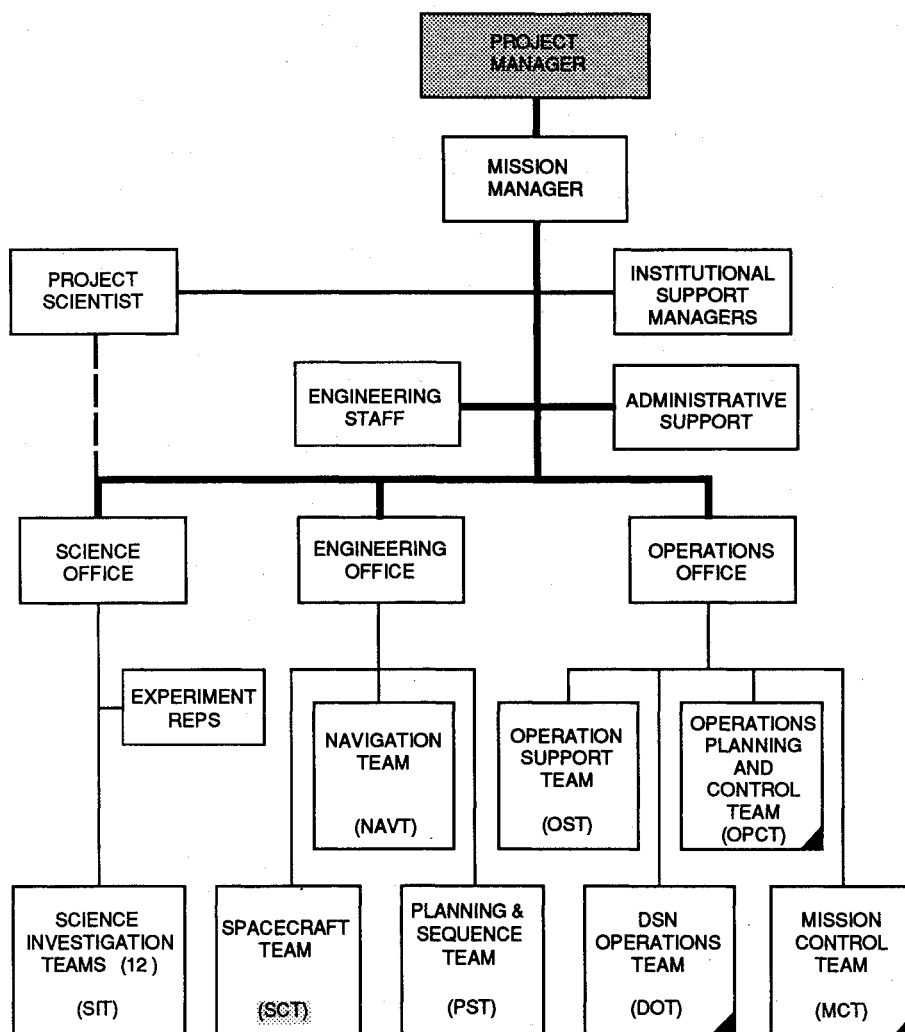 PROJECT
MANAGER
MISSION
MANAGER
PROJECT
SCIENTIST
INSTITUTIONAL
SUPPORT
MANAGERS
ENGINEERING
STAFF
ADMINISTRATIVE
SUPPORT
SCIENCE
OFFICE
ENGINEERING
OFFICE
OPERATIONS
OFFICE
EXPERIMENT
REPS
NAVIGATION
TEAM
(NAVT)
OPERATION
SUPPORT
TEAM
(OST)
OPERATIONS
PLANNING
AND
CONTROL
TEAM
(OPCT)
SCIENCE
INVESTIGATION
TEAMS (12 )
(SIT)
SPACECRAFT
TEAM
(SCT)
PLANNING &
SEQUENCE
TEAM
(PST)
DSN
OPERATIONS
TEAM
(DOT)
MISSION
CONTROL
TEAM
(MCT)